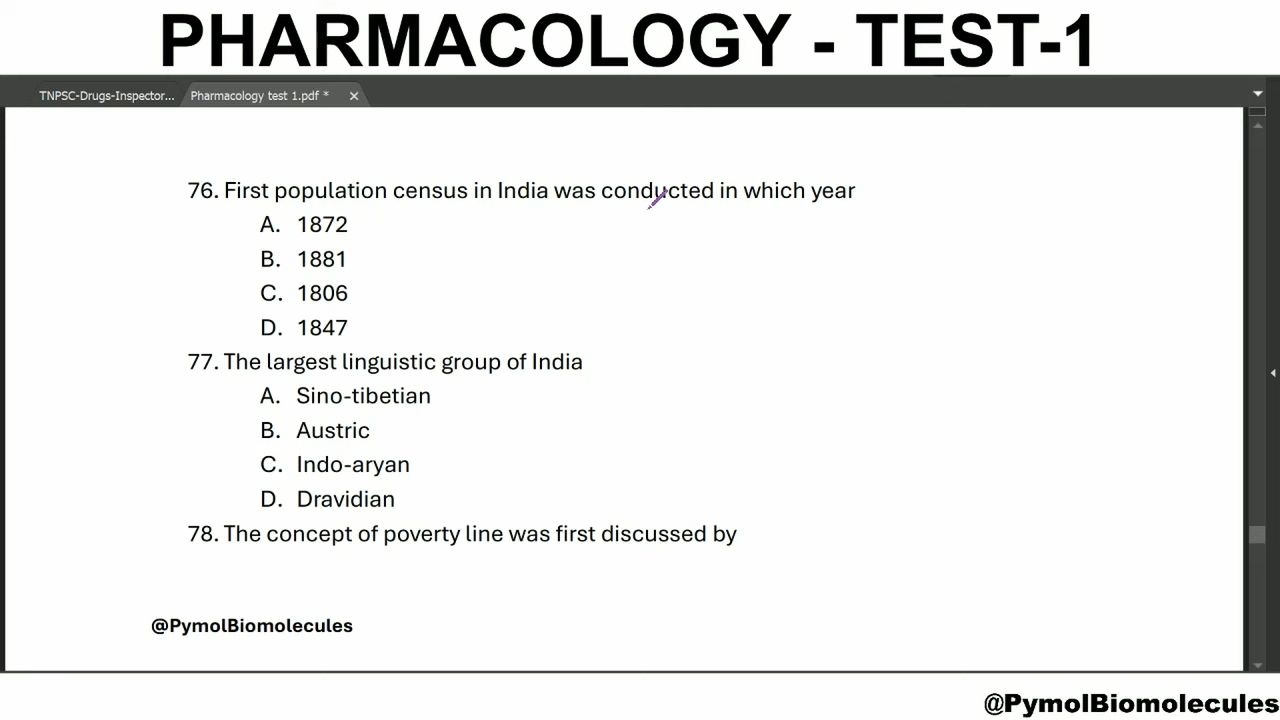 PHARMACOLOGY - TEST-1
TNPSC-Drugs-Inspector... Pharmacology test 1.pdf *
76. First population census in India was conducted in which year
A. 1872
B. 1881
C. 1806
D. 1847
77. The largest linguistic group of India
A. Sino-tibetian
B. Austric
C. Indo-aryan
D. Dravidian
78. The concept of poverty line was first discussed by
@PymolBiomolecules
@PymolBiomolecules